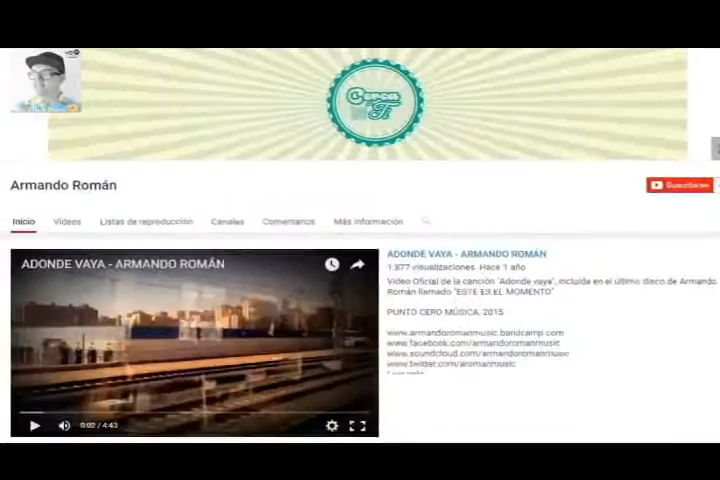 Cerca
Ti
Armando Román
Suscribirse
Inicio
Vídeos
Listas de reproducción
Canales
Comentarios
Más información
ADONDE VAYA - ARMANDO ROMÁN
0:02 / 4:43
ADONDE VAYA - ARMANDO ROMÁN
1.877 visualizaciones Hace 1 año
Vídeo Oficial de la canción "Adonde vaya", incluida en el último disco de Armando
Román llamado "ESTE ES EL MOMENTO"
PUNTO CERO MÚSICA, 2015.
www.armandoromanmusic.bandcamp.com
www.facebook.com/armandoromanmusic
www.soundcloud.com/armandoromanmusic
www.twitter.com/aromanmusic